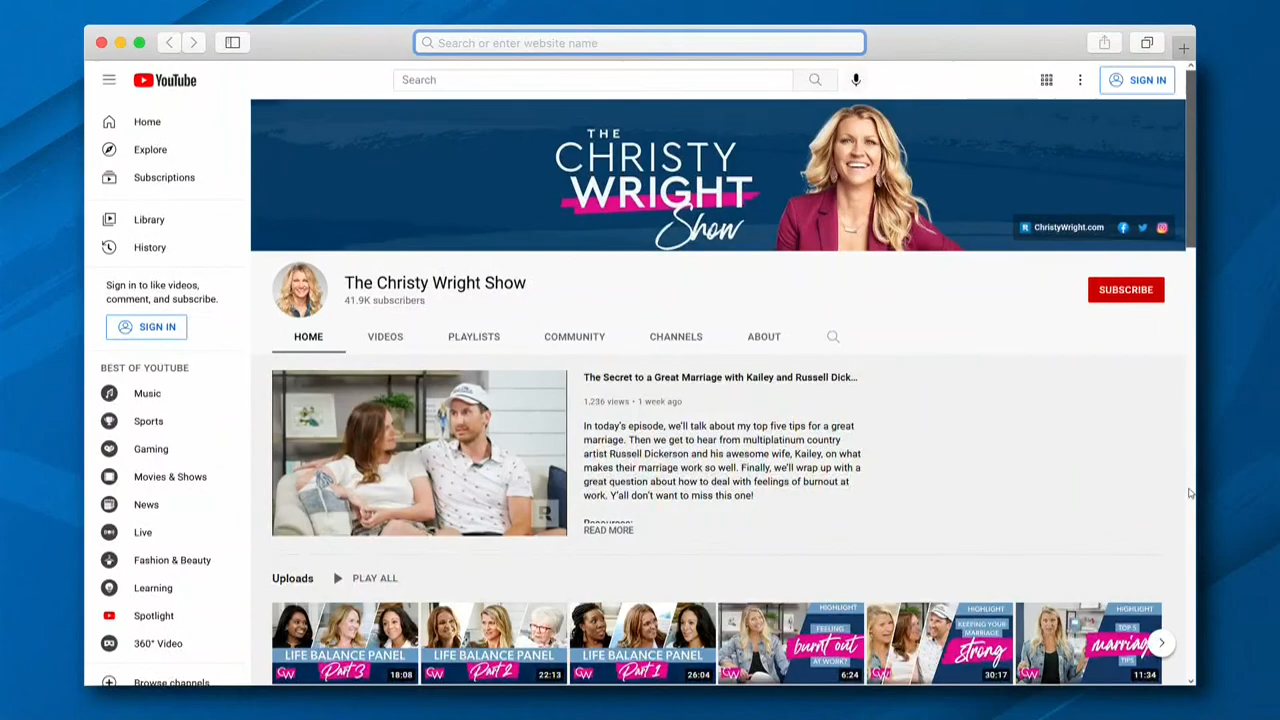 Search or enter website name
YouTube
Search
SIGN IN
Home
Explore
Subscriptions
Library
History
Sign in to like videos,
comment, and subscribe.
SIGN IN
BEST OF YOUTUBE
Music
Sports
Gaming
Movies & Shows
News
Live
Fashion & Beauty
Learning
Spotlight
360° Video
Browse channels
THE
CHRISTY
WRIGHT
Show
R ChristyWright.com
The Christy Wright Show
41.9K subscribers
SUBSCRIBE
HOME VIDEOS PLAYLISTS COMMUNITY CHANNELS ABOUT
R
The Secret to a Great Marriage with Kailey and Russell Dick...
1,236 views • 1 week ago
In today's episode, we'll talk about my top five tips for a great
marriage. Then we get to hear from multiplatinum country
artist Russell Dickerson and his awesome wife, Kailey, on what
makes their marriage work so well. Finally, we'll wrap up with a
great question about how to deal with feelings of burnout at
work. Y'all don't want to miss this one!
Resources:
READ MORE
Uploads PLAY ALL
LIFE BALANCE PANEL
Part 3
CW
18:08
LIFE BALANCE PANEL
Part 2
CW
22:13
LIFE BALANCE PANEL
Part 1
CW
26:04
HIGHLIGHT
FEELING
burnt out
AT WORK?
CW
6:24
HIGHLIGHT
KEEPING YOUR
MARRIAGE
strong
CW
30:17
HIGHLIGHT
TOP 5
marriage
TIPS
CW
11:34